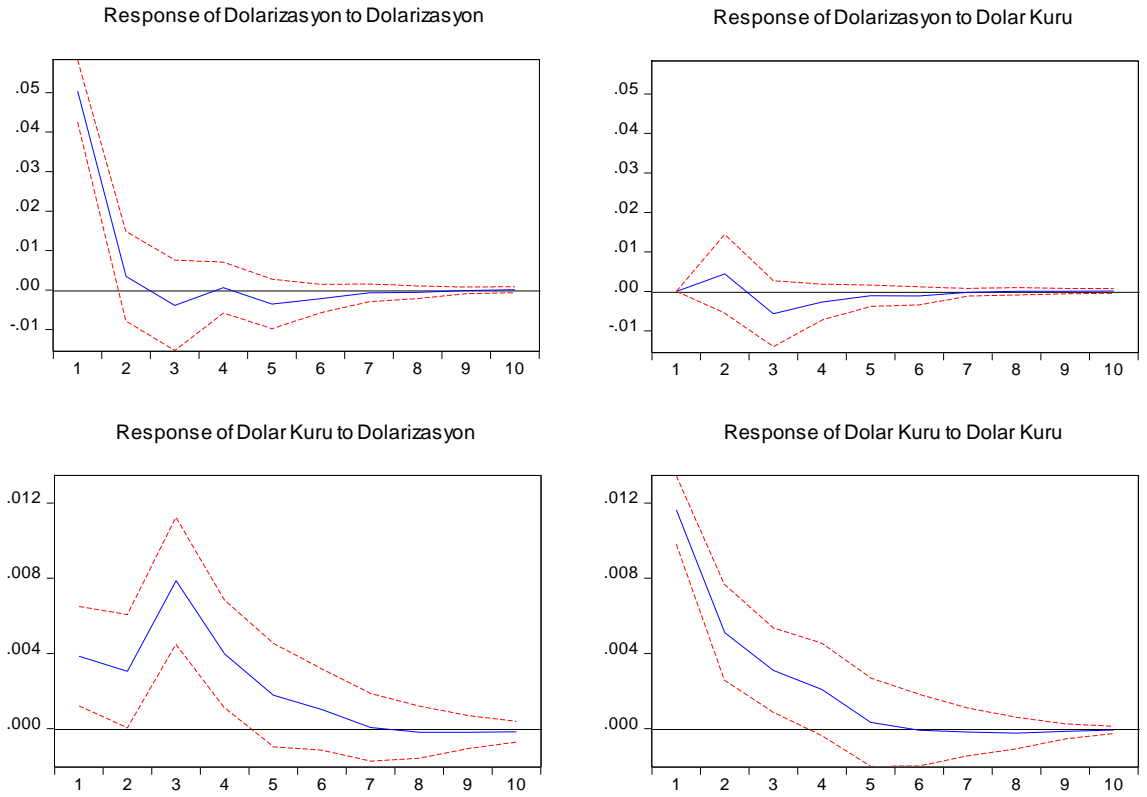 Response of Dolarizasyon to Dolarizasyon
.05
.04
.03
.02
.01
.00
-.01
1 2 3 4 5 6 7 8 9 10
Response of Dolarizasyon to Dolar Kuru
.05
.04
.03
.02
.01
.00
-.01
1 2 3 4 5 6 7 8 9 10
Response of Dolar Kuru to Dolarizasyon
.012
.008
.004
.000
1 2 3 4 5 6 7 8 9 10
Response of Dolar Kuru to Dolar Kuru
.012
.008
.004
.000
1 2 3 4 5 6 7 8 9 10